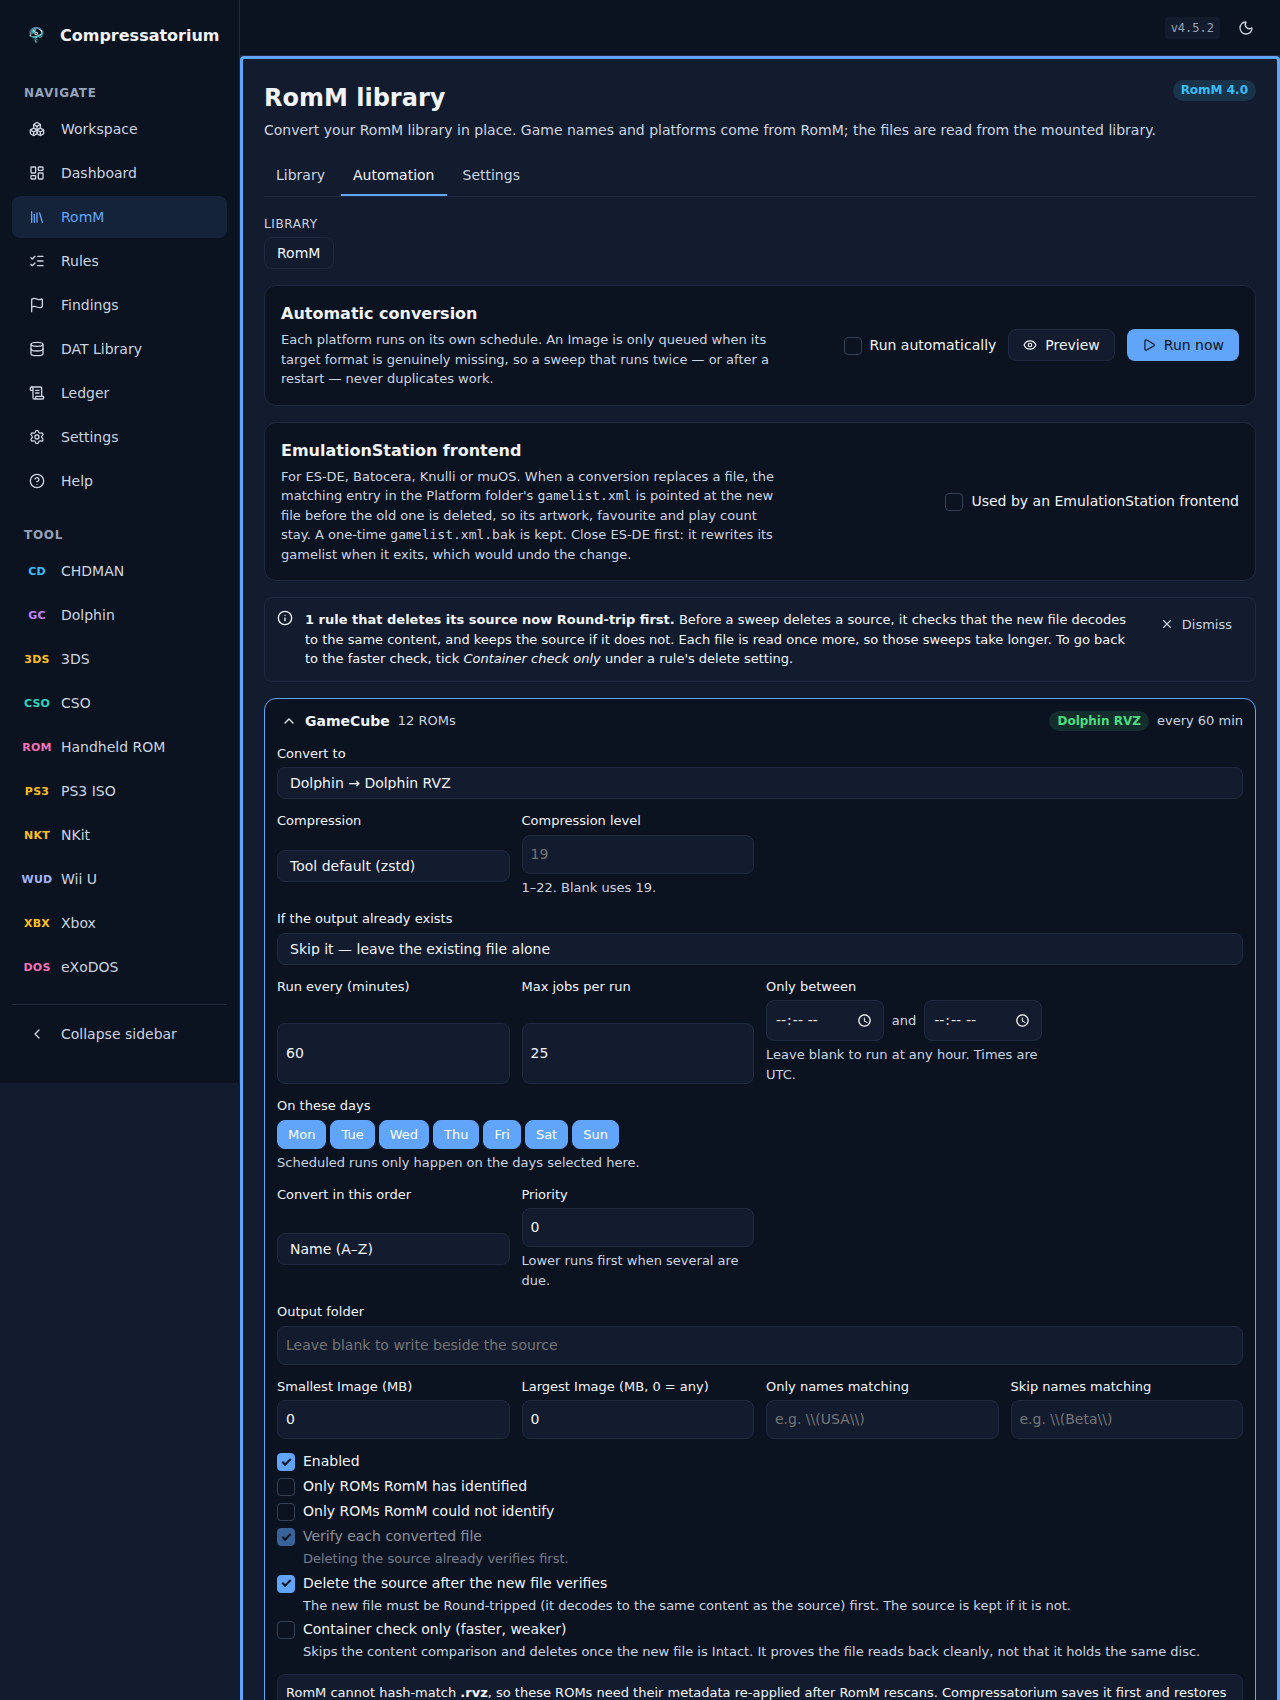 Compressatorium
v4.5.2
NAVIGATE
Workspace
Dashboard
RomM
Rules
Findings
DAT Library
Ledger
Settings
Help
TOOL
CD CHDMAN
GC Dolphin
3DS 3DS
CSO CSO
ROM Handheld ROM
PS3 PS3 ISO
NKT NKit
WUD Wii U
XBX Xbox
DOS eXoDOS
Collapse sidebar
RomM library
RomM 4.0
Convert your RomM library in place. Game names and platforms come from RomM; the files are read from the mounted library.
Library Automation Settings
LIBRARY
RomM
Automatic conversion
Each platform runs on its own schedule. An Image is only queued when its
target format is genuinely missing, so a sweep that runs twice — or after a
restart — never duplicates work.
Run automatically Preview Run now
EmulationStation frontend
For ES-DE, Batocera, Knulli or muOS. When a conversion replaces a file, the
matching entry in the Platform folder's gamelist.xml is pointed at the new
file before the old one is deleted, so its artwork, favourite and play count
stay. A one-time gamelist.xml.bak is kept. Close ES-DE first: it rewrites its
gamelist when it exits, which would undo the change.
Used by an EmulationStation frontend
1 rule that deletes its source now Round-trip first. Before a sweep deletes a source, it checks that the new file decodes
to the same content, and keeps the source if it does not. Each file is read once more, so those sweeps take longer. To go back
to the faster check, tick Container check only under a rule's delete setting.
Dismiss
GameCube 12 ROMs
Dolphin RVZ every 60 min
Convert to
Dolphin → Dolphin RVZ
Compression Compression level
Tool default (zstd) 19
1–22. Blank uses 19.
If the output already exists
Skip it — leave the existing file alone
Run every (minutes) Max jobs per run Only between
60 25 --:-- -- and --:-- --
Leave blank to run at any hour. Times are
UTC.
On these days
Mon Tue Wed Thu Fri Sat Sun
Scheduled runs only happen on the days selected here.
Convert in this order Priority
Name (A–Z) 0
Lower runs first when several are
due.
Output folder
Leave blank to write beside the source
Smallest Image (MB) Largest Image (MB, 0 = any) Only names matching Skip names matching
0 0 e.g. \\(USA\\) e.g. \\(Beta\\)
Enabled
Only ROMs RomM has identified
Only ROMs RomM could not identify
Verify each converted file
Deleting the source already verifies first.
Delete the source after the new file verifies
The new file must be Round-tripped (it decodes to the same content as the source) first. The source is kept if it is not.
Container check only (faster, weaker)
Skips the content comparison and deletes once the new file is Intact. It proves the file reads back cleanly, not that it holds the same disc.
RomM cannot hash-match .rvz, so these ROMs need their metadata re-applied after RomM rescans. Compressatorium saves it first and restores